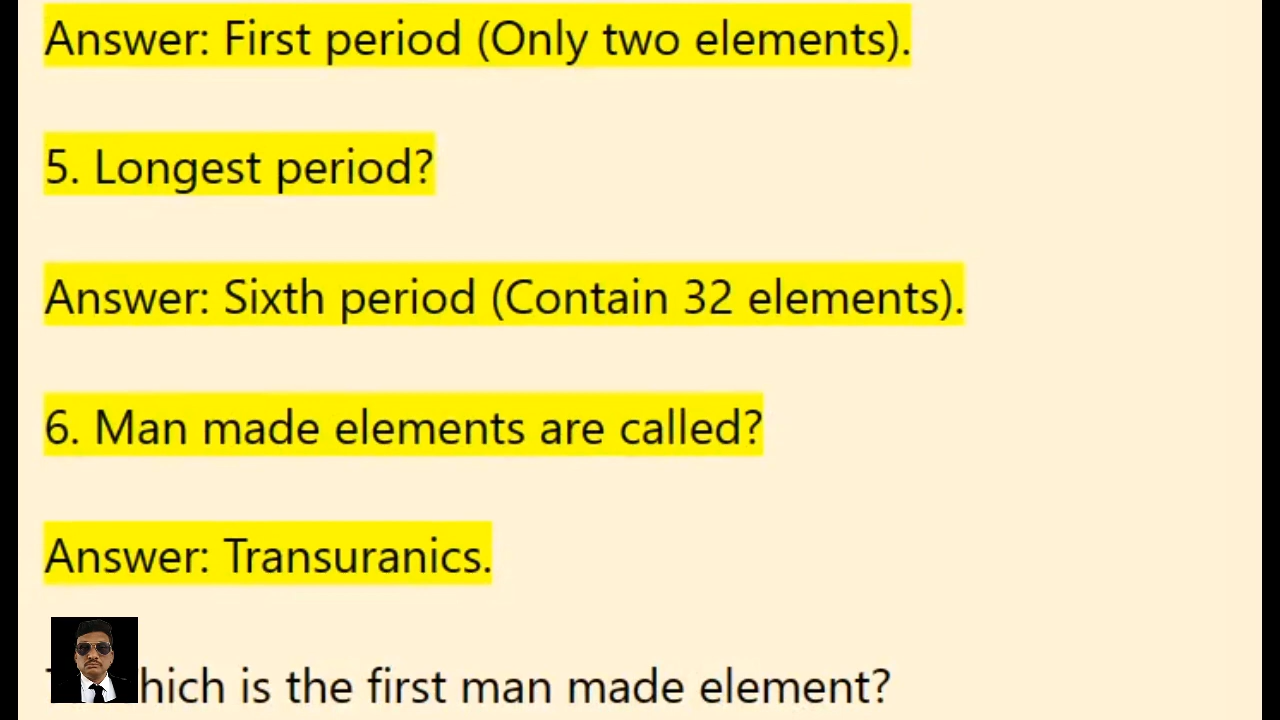 Answer: First period (Only two elements).
5. Longest period?
Answer: Sixth period (Contain 32 elements).
6. Man made elements are called?
Answer: Transuranics.
is the first man made element?